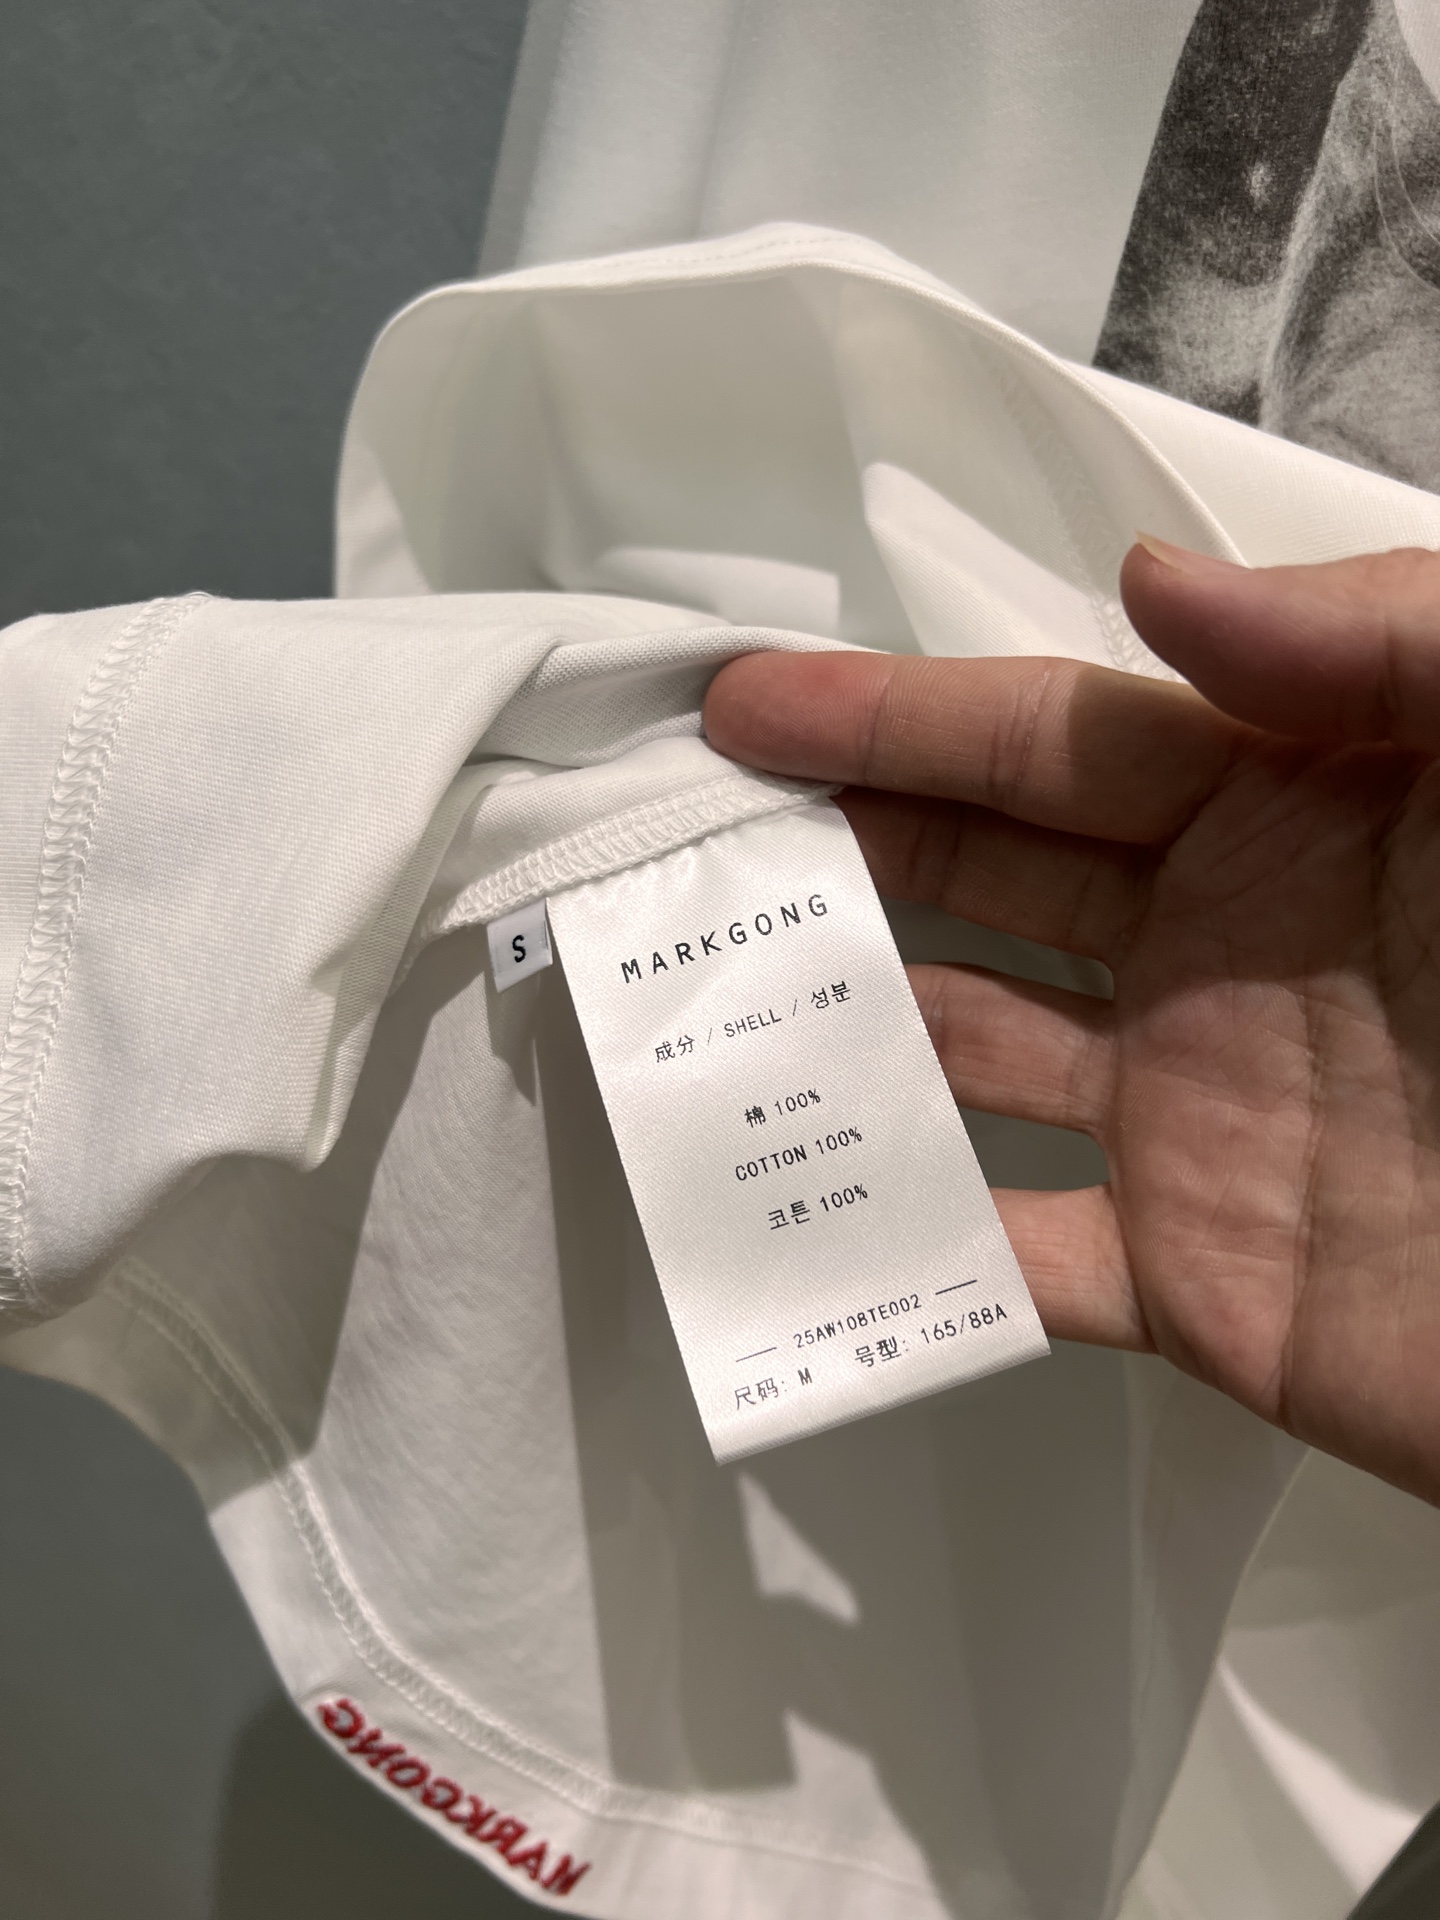 MARKGONG
成分 / SHELL / 성분
棉 100%
COTTON 100%
코튼 100%
25AW108TE002
尺码: M 号型: 165/88A
S
MARKGONG